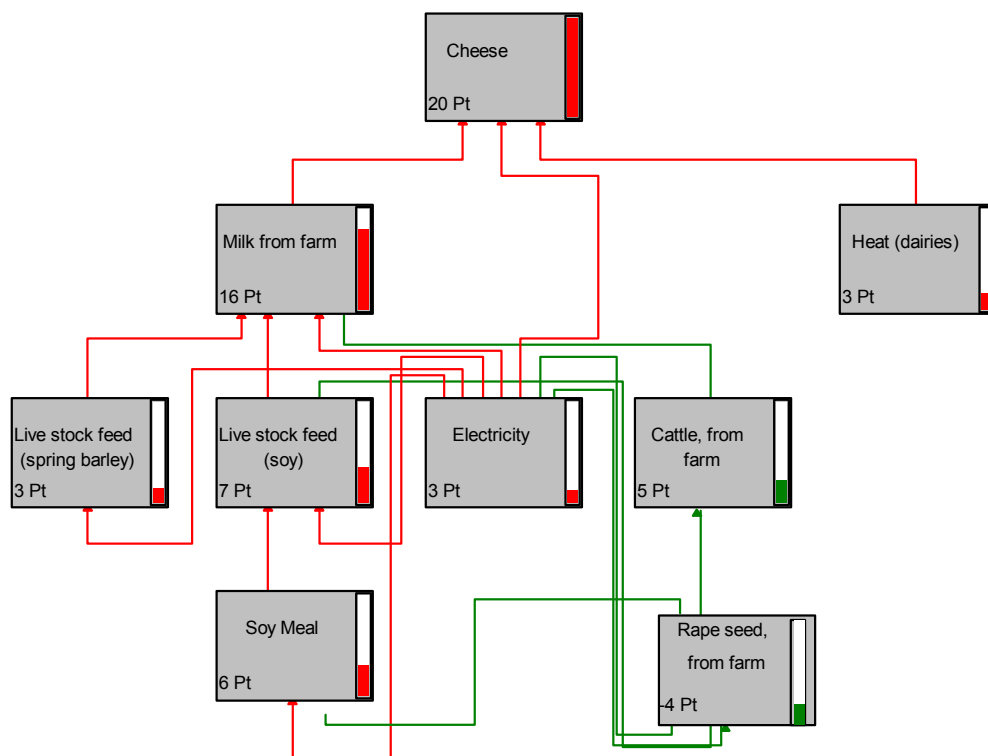 Cheese
20 Pt
Milk from farm
16 Pt
Heat (dairies)
3 Pt
Live stock feed
(spring barley)
3 Pt
Live stock feed
(soy)
7 Pt
Electricity
3 Pt
Cattle, from
farm
5 Pt
Soy Meal
6 Pt
Rape seed,
from farm
-4 Pt